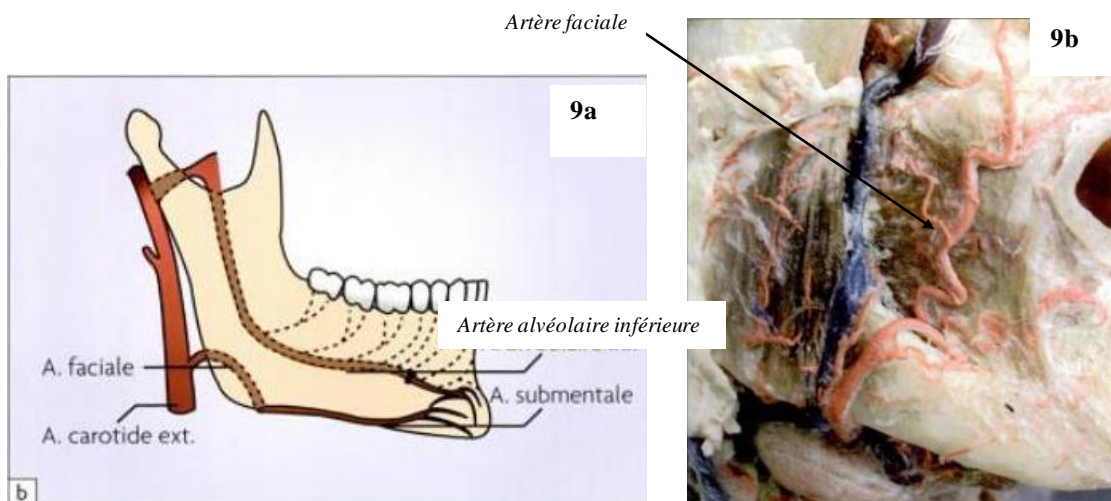 Artère faciale
9b
9a
Artère alvéolaire inférieure
A. faciale
A. submentale
A. carotide ext.
b